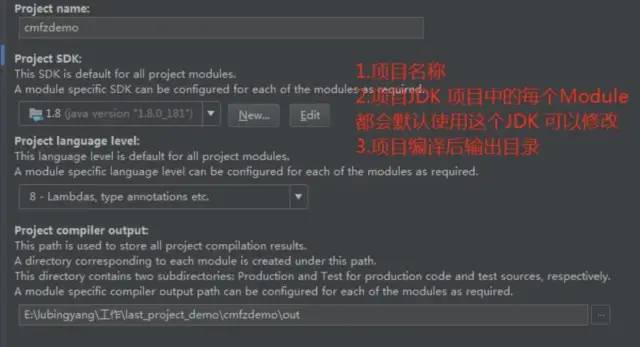 Project name:
cmfzdemo
Project SDK:
This SDK is default for all project modules.
A module specific SDK can be configured for each of the modules as required.
1.8 (java version "1.8.0_181")
New...
Edit
1.项目名称
2.项目JDK 项目中的每个Module
都会默认使用这个JDK 可以修改
3.项目编译后输出目录
Project language level:
This language level is default for all project modules.
A module specific language level can be configured for each of the modules as required.
8 - Lambdas, type annotations etc.
Project compiler output:
This path is used to store all project compilation results.
A directory corresponding to each module is created under this path.
This directory contains two subdirectories: Production and Test for production code and test sources, respectively.
A module specific compiler output path can be configured for each of the modules as required.
E:\lubingyang\工作\last_project_demo\cmfzdemo\out
...